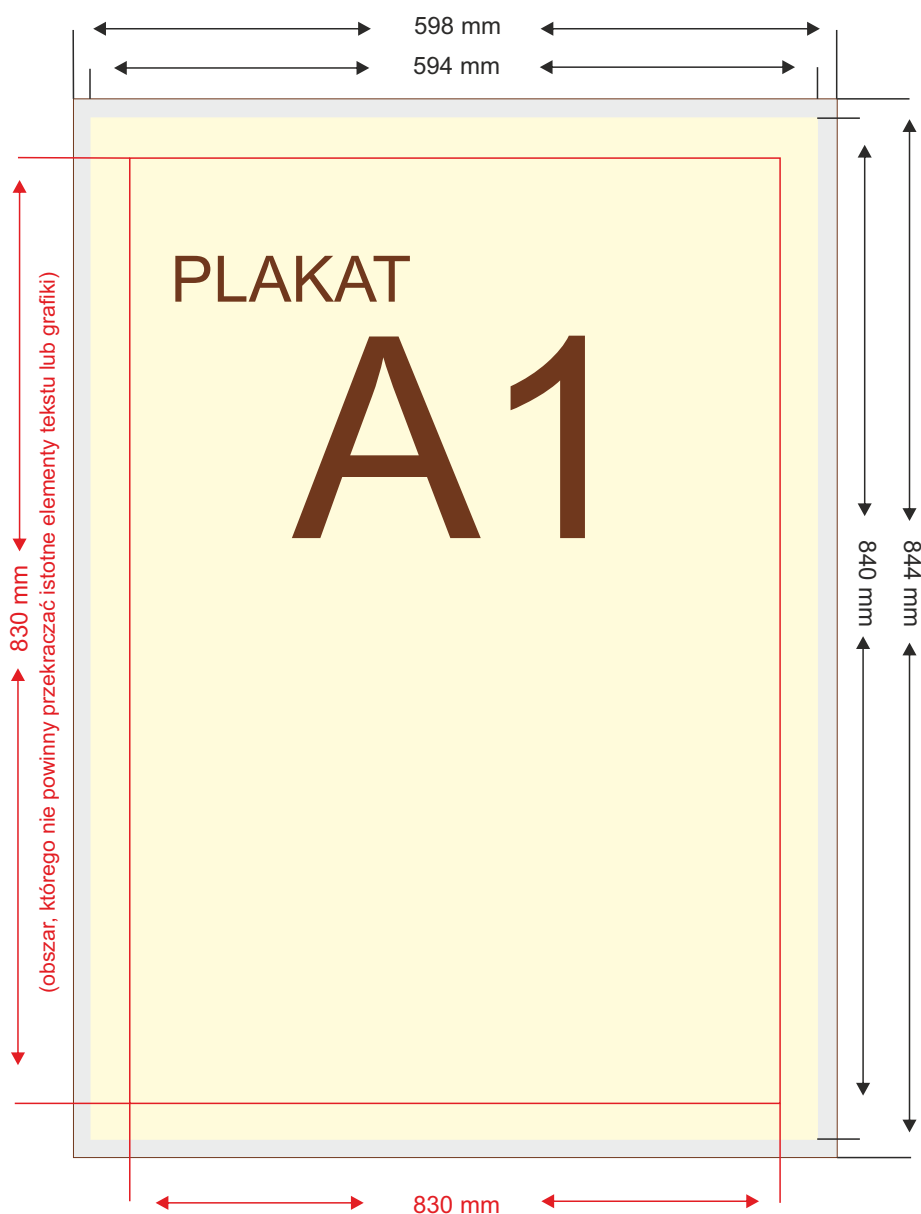 598 mm
594 mm
PLAKAT
A1
830 mm
(obszar, którego nie powinny przekraczać istotne elementy tekstu lub grafiki)
840 mm
844 mm
830 mm